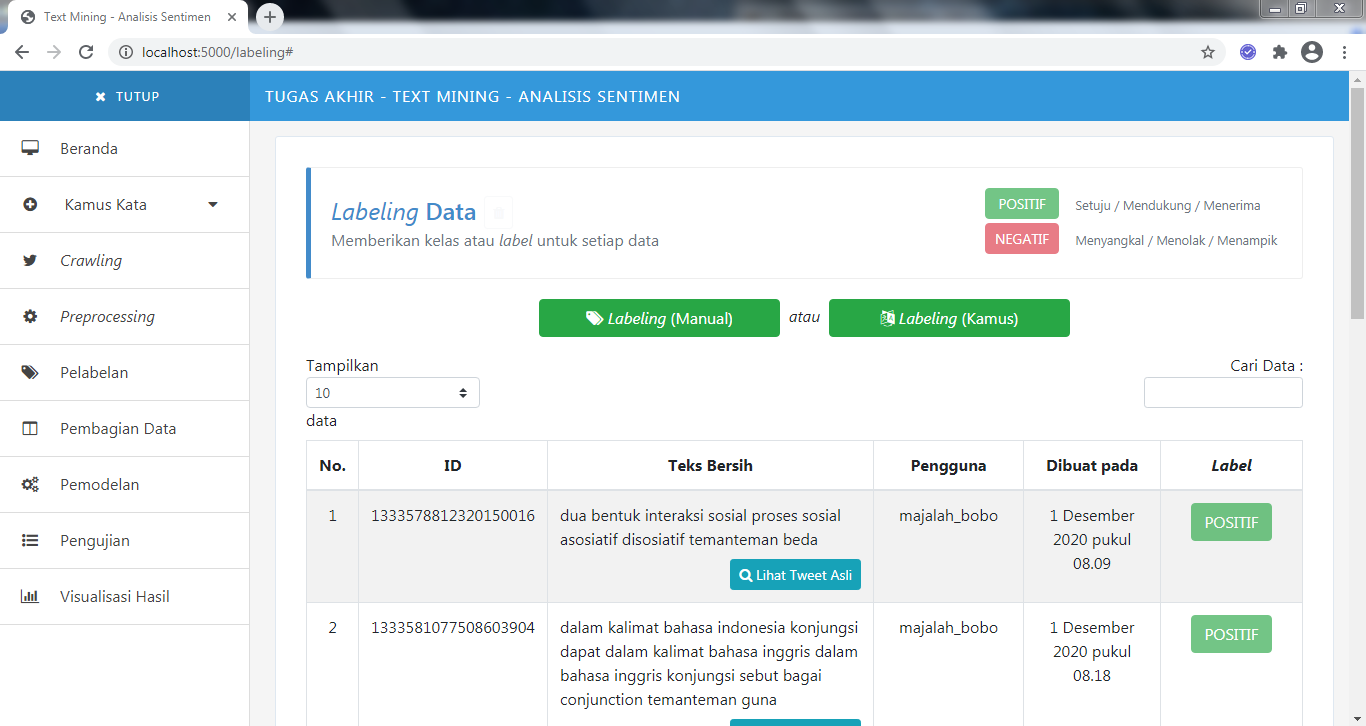 Text Mining - Analisis Sentimen
localhost:5000/labeling#
TUTUP
TUGAS AKHIR - TEXT MINING - ANALISIS SENTIMEN
Beranda
Kamus Kata
Crawling
Preprocessing
Pelabelan
Pembagian Data
Pemodelan
Pengujian
Visualisasi Hasil
Labeling Data
Memberikan kelas atau label untuk setiap data
POSITIF Setuju / Mendukung / Menerima
NEGATIF Menyangkal / Menolak / Menampik
Labeling (Manual) atau Labeling (Kamus)
Tampilkan
10
data
Cari Data :
No. ID Teks Bersih Pengguna Dibuat pada Label
1 1333578812320150016 dua bentuk interaksi sosial proses sosial majalah_bobo 1 Desember POSITIF
asosiatif disosiatif temanteman beda 2020 pukul
08.09
Lihat Tweet Asli
2 1333581077508603904 dalam kalimat bahasa indonesia konjungsi majalah_bobo 1 Desember POSITIF
dapat dalam kalimat bahasa inggris dalam 2020 pukul
bahasa inggris konjungsi sebut bagai 08.18
conjunction temanteman guna